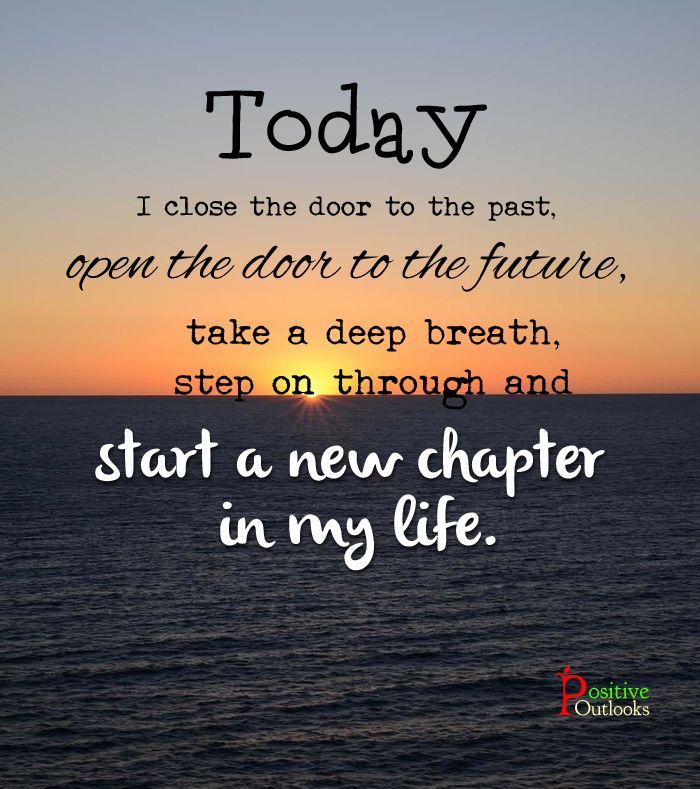 Today
I close the door to the past,
open the door to the future,
take a deep breath,
step on through and
start a new chapter
in my life.
Positive
Outlooks